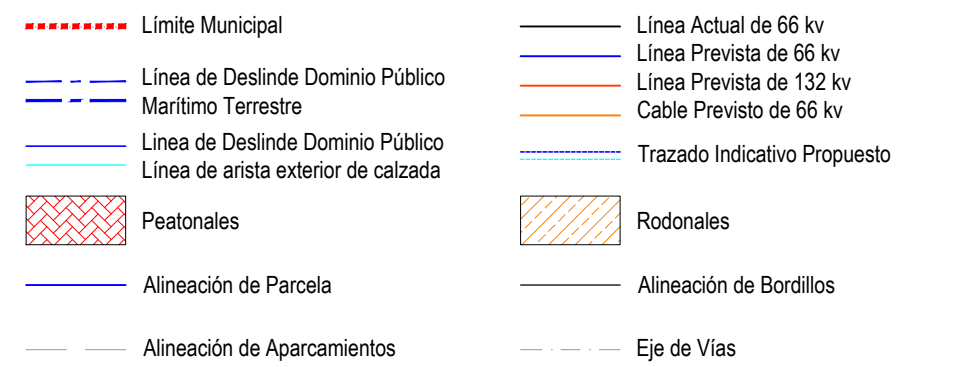 Límite Municipal
Línea de Deslinde Dominio Público
Marítimo Terrestre
Linea de Deslinde Dominio Público
Línea de arista exterior de calzada
Peatonales
Alineación de Parcela
Alineación de Aparcamientos
Línea Actual de 66 kv
Línea Prevista de 66 kv
Línea Prevista de 132 kv
Cable Previsto de 66 kv
Trazado Indicativo Propuesto
Rodonales
Alineación de Bordillos
Eje de Vías